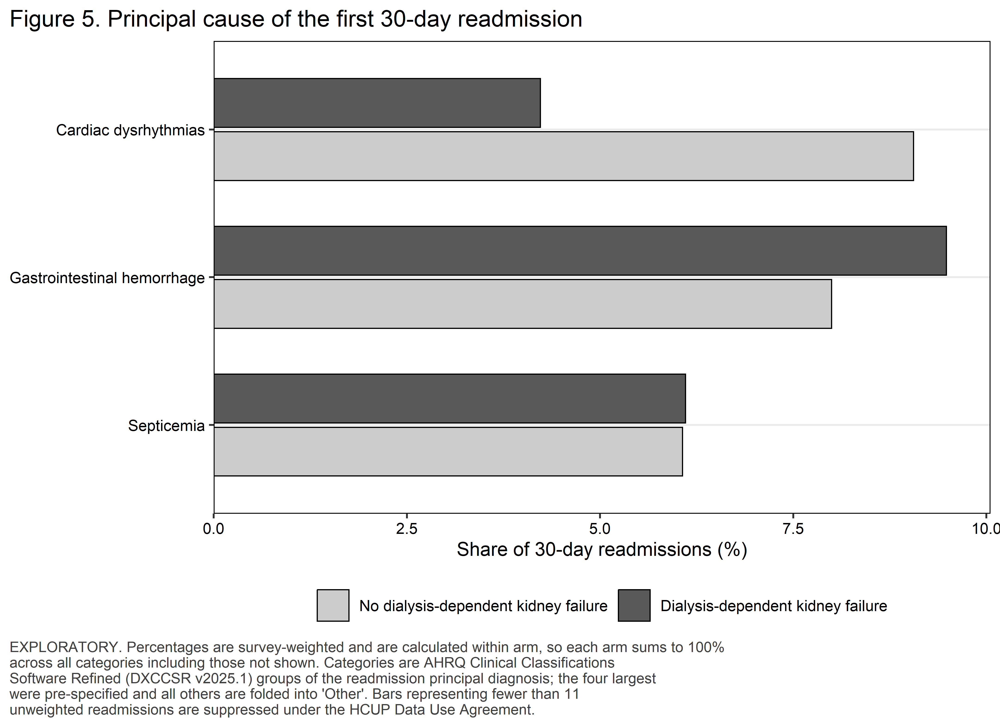 Figure 5. Principal cause of the first 30-day readmission
Cardiac dysrhythmias
Gastrointestinal hemorrhage
Septicemia
0.0 2.5 5.0 7.5 10.0
Share of 30-day readmissions (%)
No dialysis-dependent kidney failure Dialysis-dependent kidney failure
EXPLORATORY. Percentages are survey-weighted and are calculated within arm, so each arm sums to 100%
across all categories including those not shown. Categories are AHRQ Clinical Classifications
Software Refined (DXCCSR v2025.1) groups of the readmission principal diagnosis; the four largest
were pre-specified and all others are folded into 'Other'. Bars representing fewer than 11
unweighted readmissions are suppressed under the HCUP Data Use Agreement.